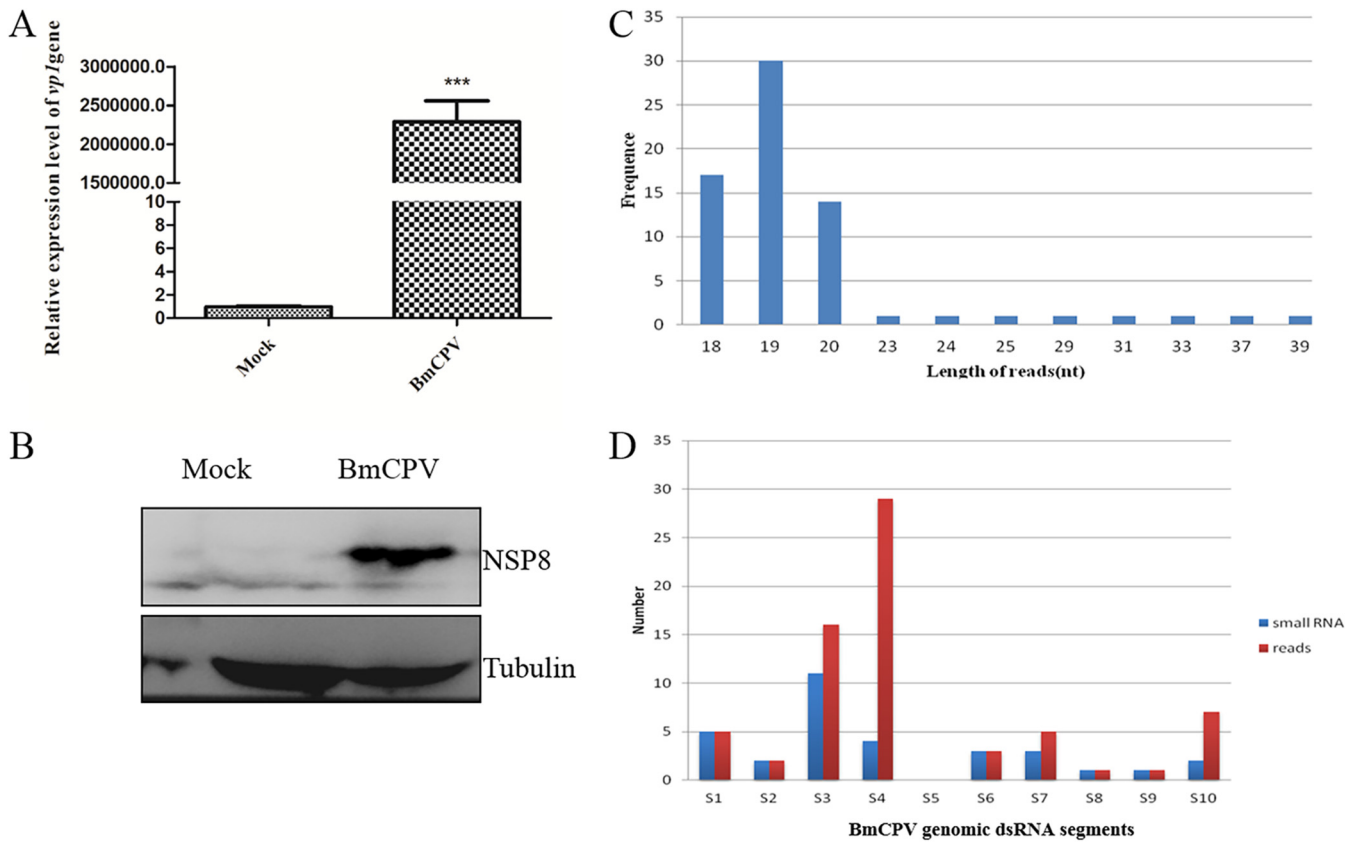 A
Relative expression level of vp1gene
3000000.0
2500000.0
2000000.0
1500000.0
10
8
6
4
2
0
***
Mock
BmCPV
B
Mock
BmCPV
NSP8
Tubulin
C
Frequence
35
30
25
20
15
10
5
0
18 19 20 23 24 25 29 31 33 37 39
Length of reads(nt)
D
Number
35
30
25
20
15
10
5
0
S1 S2 S3 S4 S5 S6 S7 S8 S9 S10
BmCPV genomic dsRNA segments
small RNA
reads